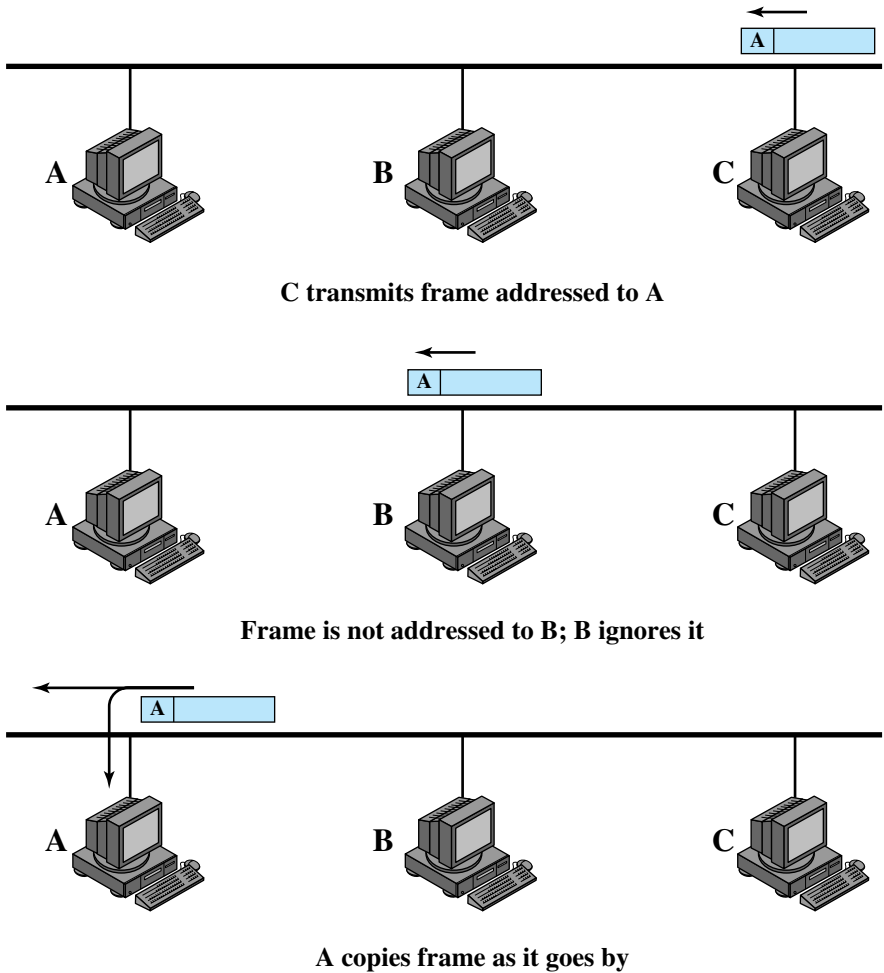 A
A B C
C transmits frame addressed to A
A
A B C
Frame is not addressed to B; B ignores it
A
A B C
A copies frame as it goes by